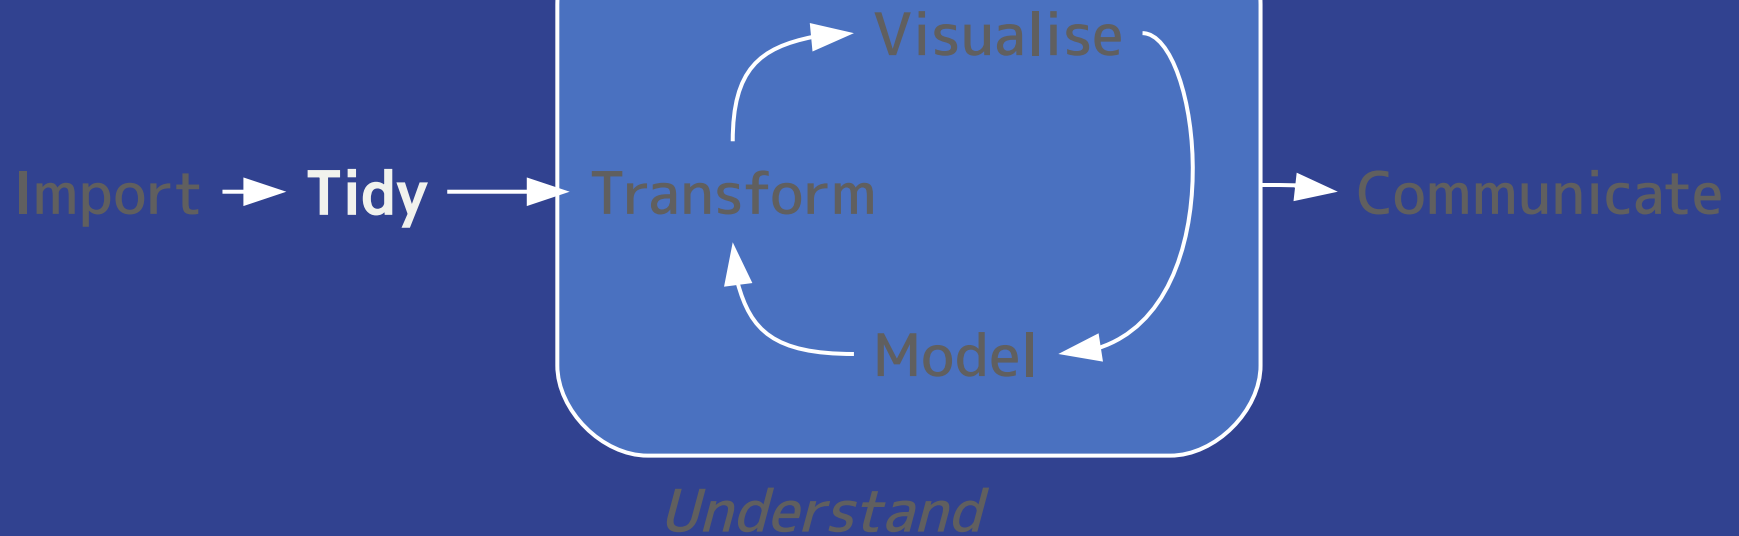 Visualise
Import
Tidy
Transform
Communicate
Model
Understand